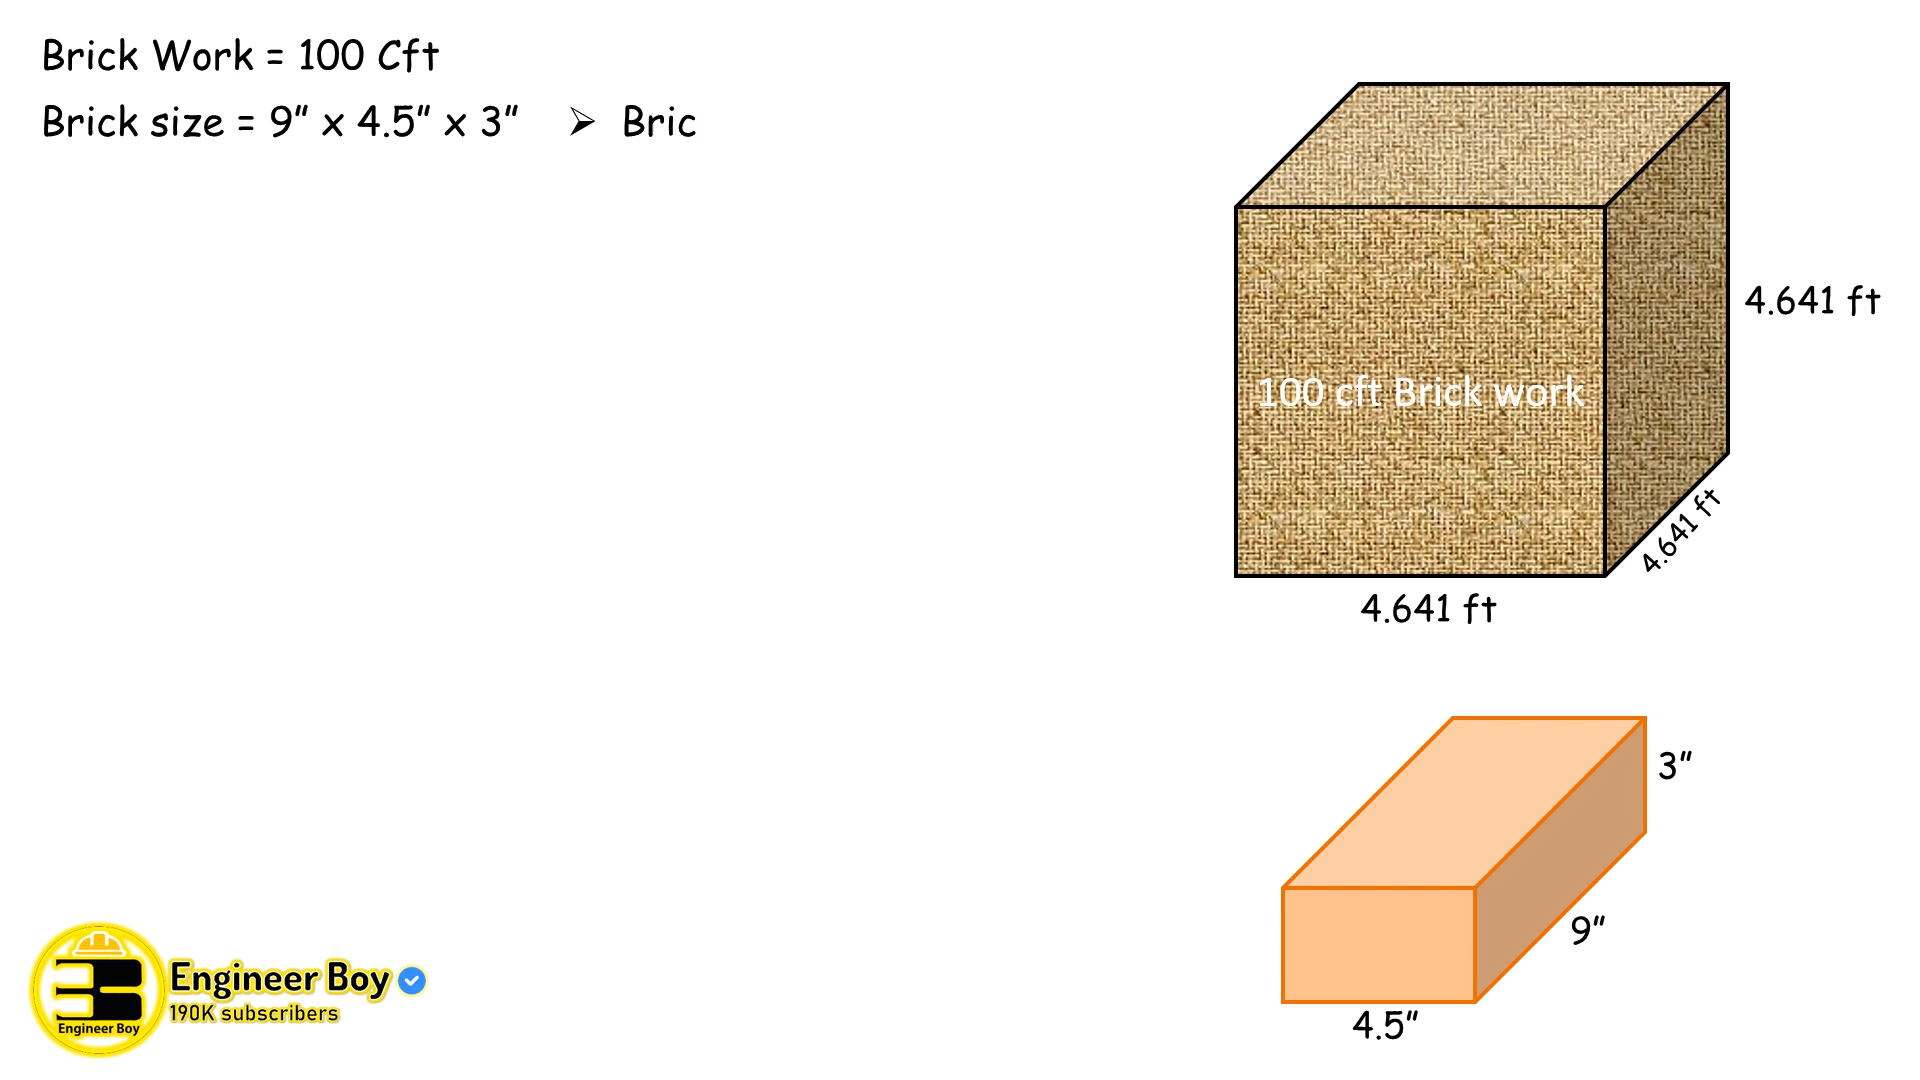 Brick Work = 100 Cft
Brick size = 9″ x 4.5″ x 3″ ➢ Bric
4.641 ft
100 cft Brick work
4.641 ft
4.641 ft
3″
9″
4.5″
Engineer Boy
190K subscribers
Engineer Boy